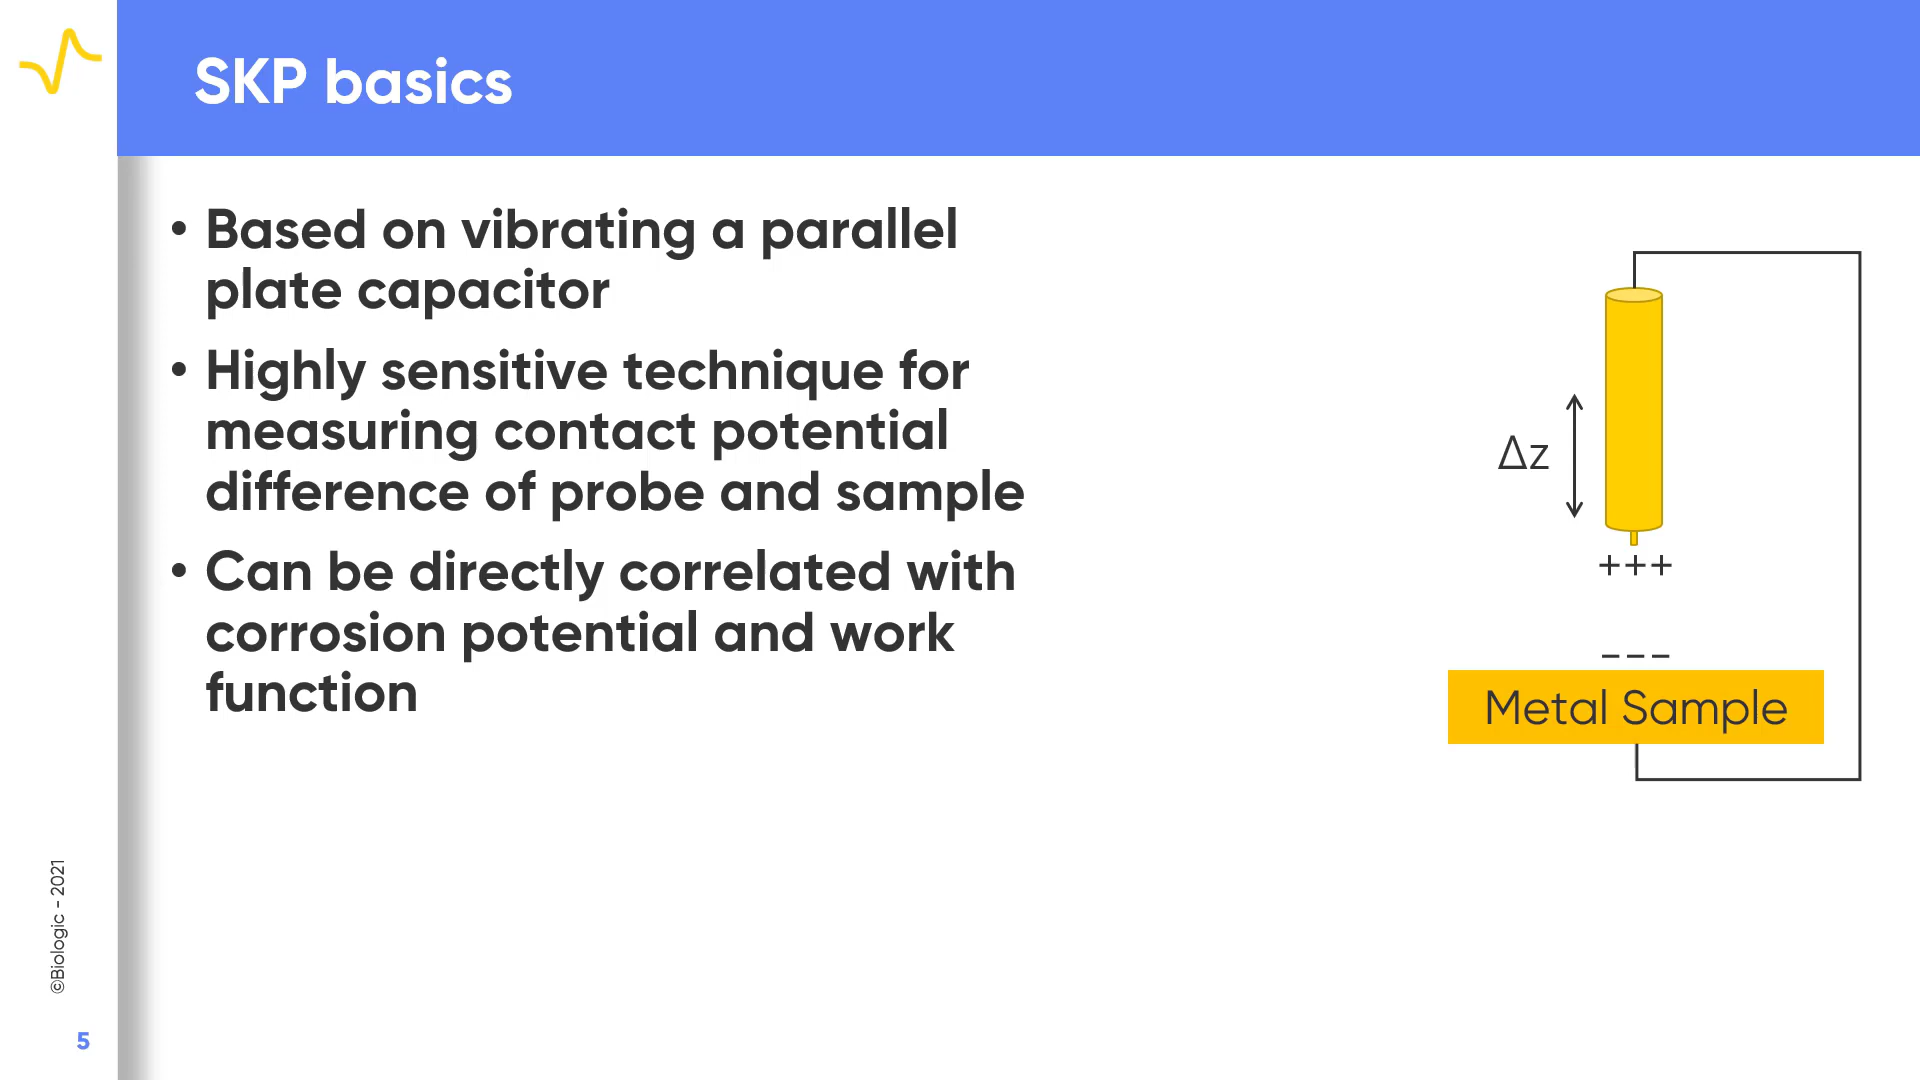 SKP basics
• Based on vibrating a parallel
plate capacitor
• Highly sensitive technique for
measuring contact potential
difference of probe and sample
• Can be directly correlated with
corrosion potential and work
function
Δz
+++
---
Metal Sample
©Biologic - 2021
5